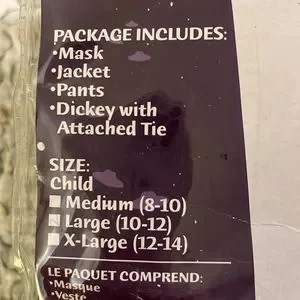 PACKAGE INCLUDES:
•Mask
•Jacket
•Pants
•Dickey with
Attached Tie
SIZE:
Child
Medium (8-10)
Large (10-12)
X-Large (12-14)
LE PAQUET COMPREND:
•Masque
•Veste